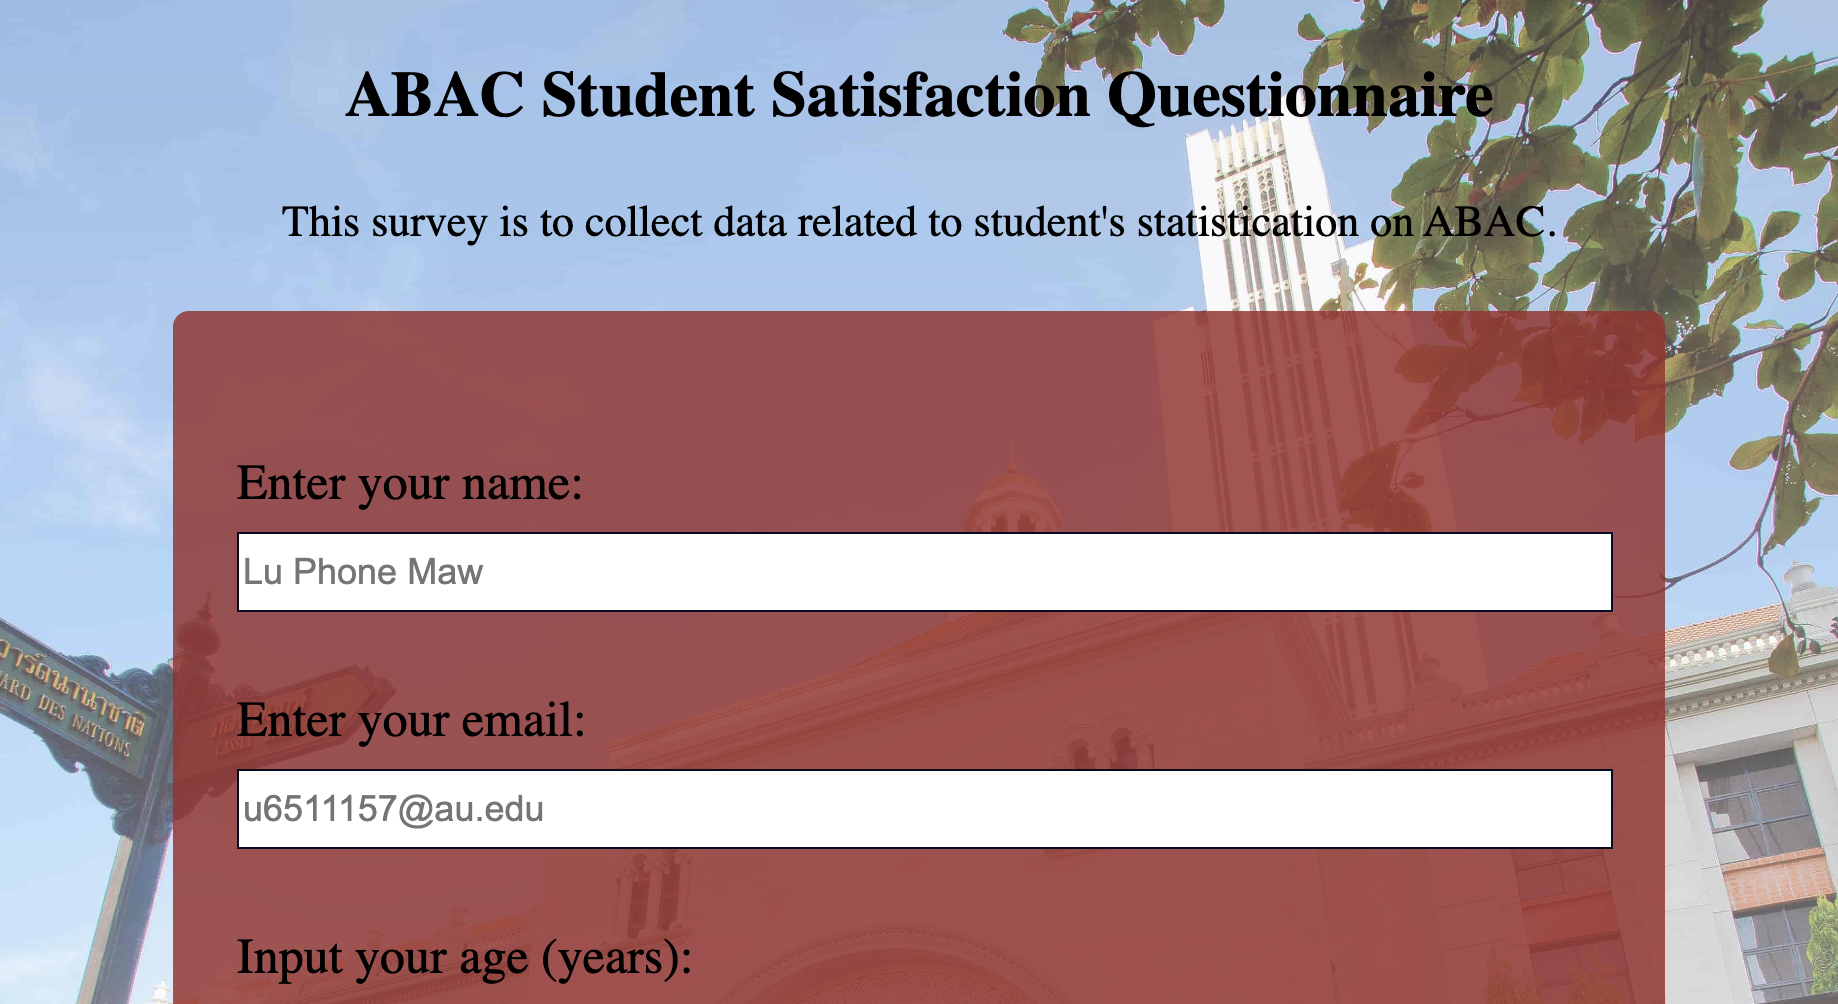 ABAC Student Satisfaction Questionnaire
This survey is to collect data related to student's statistication on ABAC.
Enter your name:
Lu Phone Maw
Enter your email:
u6511157@au.edu
DES NATIONS
Input your age (years):